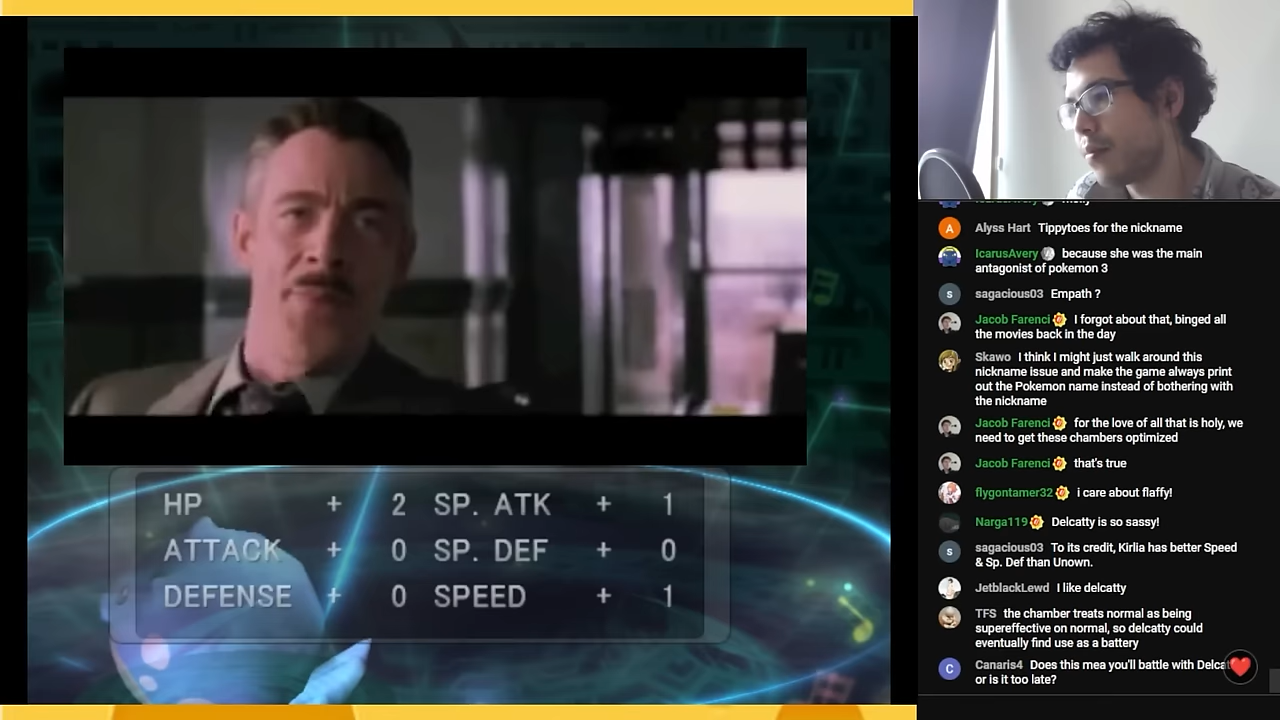 HP + 2 SP. ATK + 1
ATTACK + 0 SP. DEF + 0
DEFENSE + 0 SPEED + 1
Alyss Hart Tippytoes for the nickname
IcarusAvery because she was the main
antagonist of pokemon 3
sagacious03 Empath ?
Jacob Farenci I forgot about that, binged all
the movies back in the day
Skawo I think I might just walk around this
nickname issue and make the game always print
out the Pokemon name instead of bothering with
the nickname
Jacob Farenci for the love of all that is holy, we
need to get these chambers optimized
Jacob Farenci that's true
flygontamer32 i care about flaffy!
Narga119 Delcatty is so sassy!
sagacious03 To its credit, Kirlia has better Speed
& Sp. Def than Unown.
JetblackLewd I like delcatty
TFS the chamber treats normal as being
supereffective on normal, so delcatty could
eventually find use as a battery
Canaris4 Does this mea you'll battle with Delcat
or is it too late?